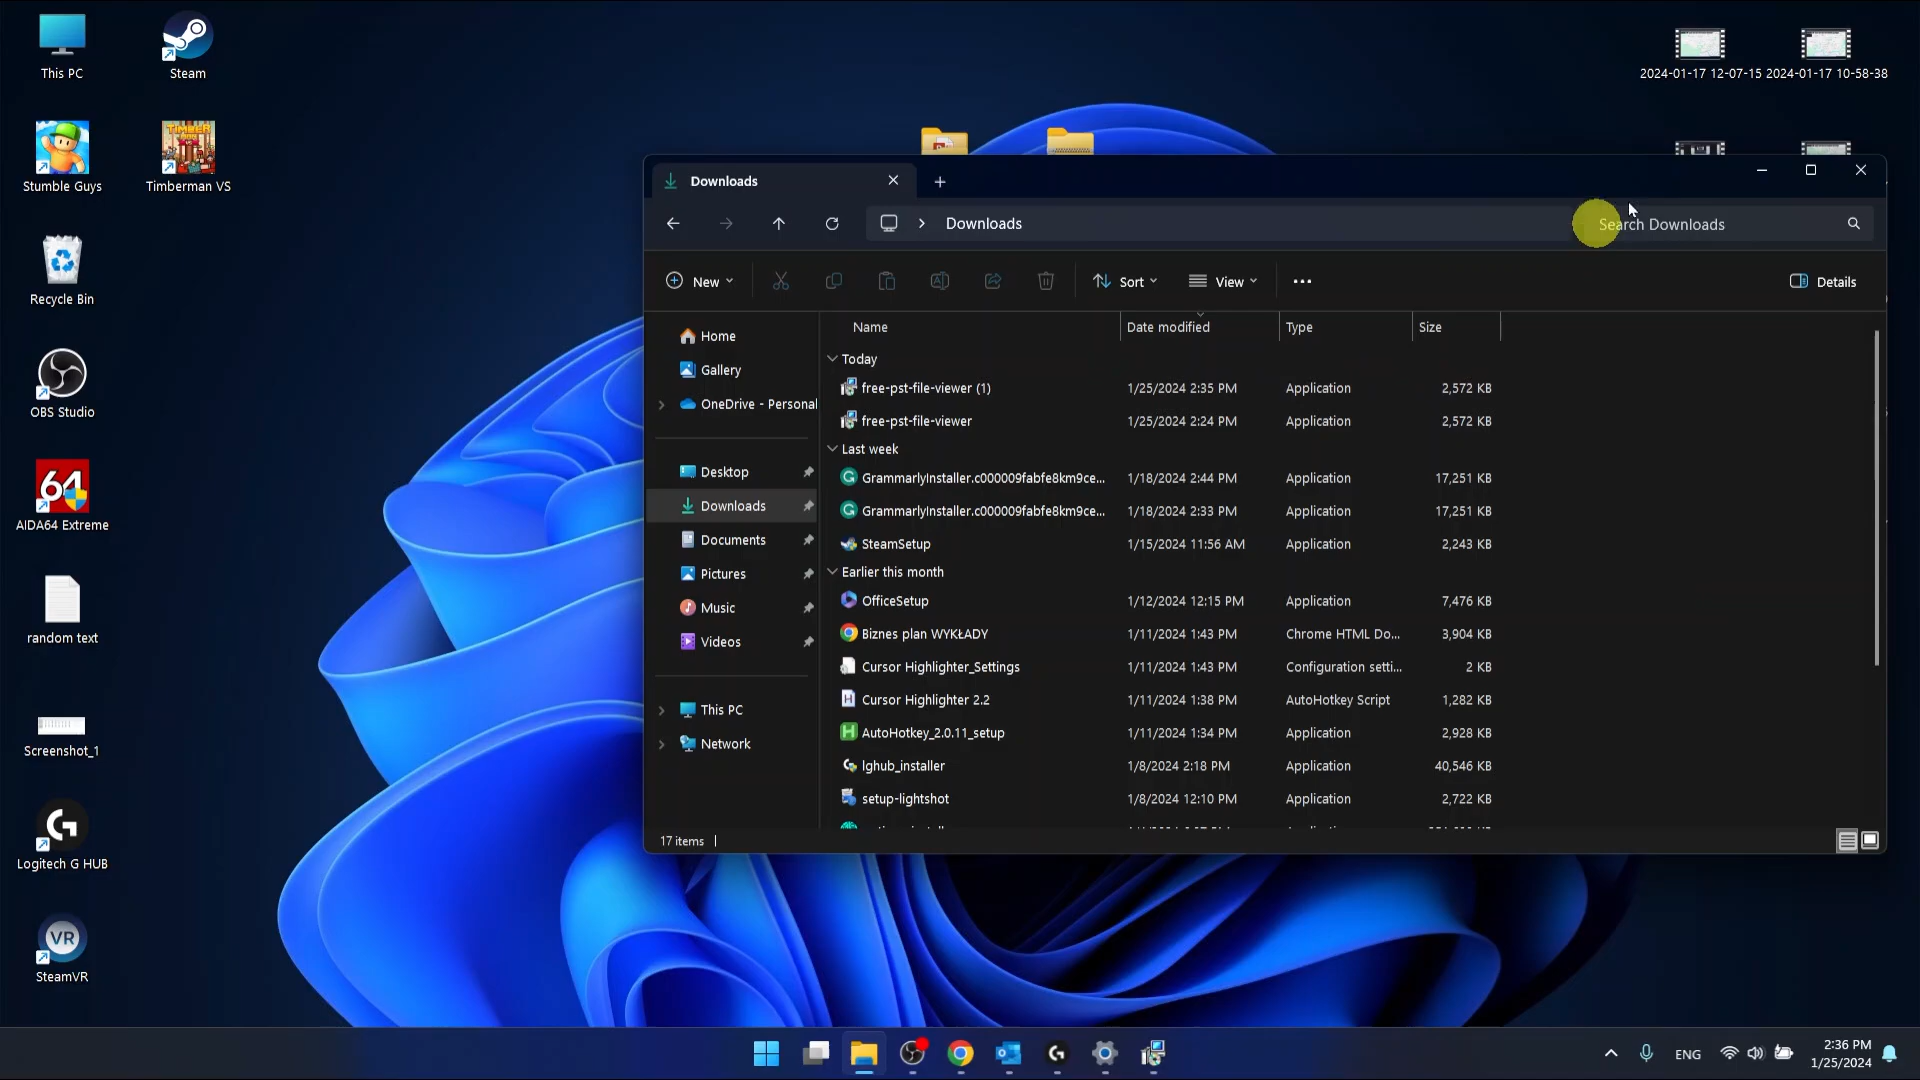 This PC
Steam
2024-01-17 12-07-15
2024-01-17 10-58-38
Stumble Guys
TIMBER
Timberman VS
Recycle Bin
OBS Studio
64
AIDA64 Extreme
random text
Screenshot_1
Logitech G HUB
VR
SteamVR
Downloads
Downloads
Search Downloads
New
Sort
View
Details
Home
Gallery
OneDrive - Personal
Desktop
Downloads
Documents
Pictures
Music
Videos
This PC
Network
Name Date modified Type Size
Today
free-pst-file-viewer (1) 1/25/2024 2:35 PM Application 2,572 KB
free-pst-file-viewer 1/25/2024 2:24 PM Application 2,572 KB
Last week
GrammarlyInstaller.c000009fabfe8km9ce... 1/18/2024 2:44 PM Application 17,251 KB
GrammarlyInstaller.c000009fabfe8km9ce... 1/18/2024 2:33 PM Application 17,251 KB
SteamSetup 1/15/2024 11:56 AM Application 2,243 KB
Earlier this month
OfficeSetup 1/12/2024 12:15 PM Application 7,476 KB
Biznes plan WYKŁADY 1/11/2024 1:43 PM Chrome HTML Do... 3,904 KB
Cursor Highlighter_Settings 1/11/2024 1:43 PM Configuration setti... 2 KB
Cursor Highlighter 2.2 1/11/2024 1:38 PM AutoHotkey Script 1,282 KB
AutoHotkey_2.0.11_setup 1/11/2024 1:34 PM Application 2,928 KB
lghub_installer 1/8/2024 2:18 PM Application 40,546 KB
setup-lightshot 1/8/2024 12:10 PM Application 2,722 KB
17 items
ENG
2:36 PM
1/25/2024